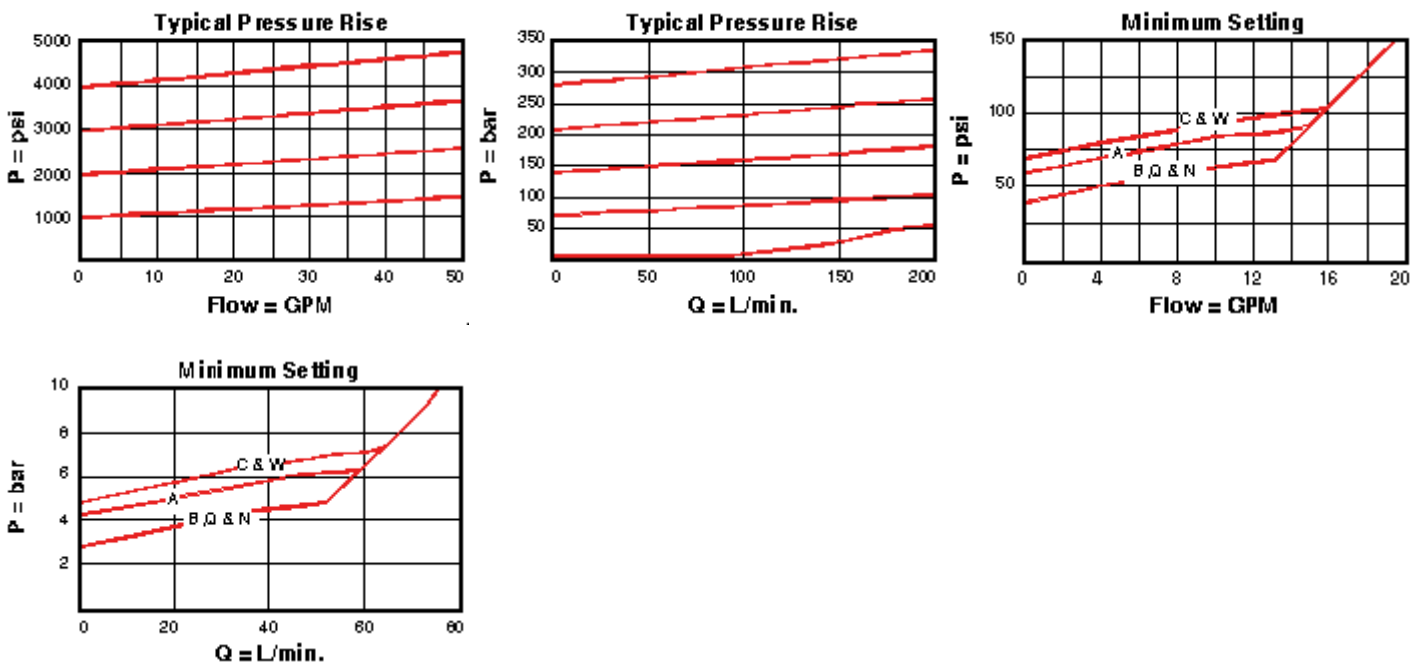 Typical Pressure Rise
5000
4000
3000
2000
1000
P = psi
0 10 20 30 40 50
Flow = GPM
Typical Pressure Rise
350
300
250
200
150
100
50
P = bar
0 50 100 150 200
Q = L/min.
Minimum Setting
150
100
50
P = psi
C & W
A
B,Q & N
0 4 8 12 16 20
Flow = GPM
Minimum Setting
10
8
6
4
2
P = bar
C & W
A
B,Q & N
0 20 40 60 80
Q = L/min.